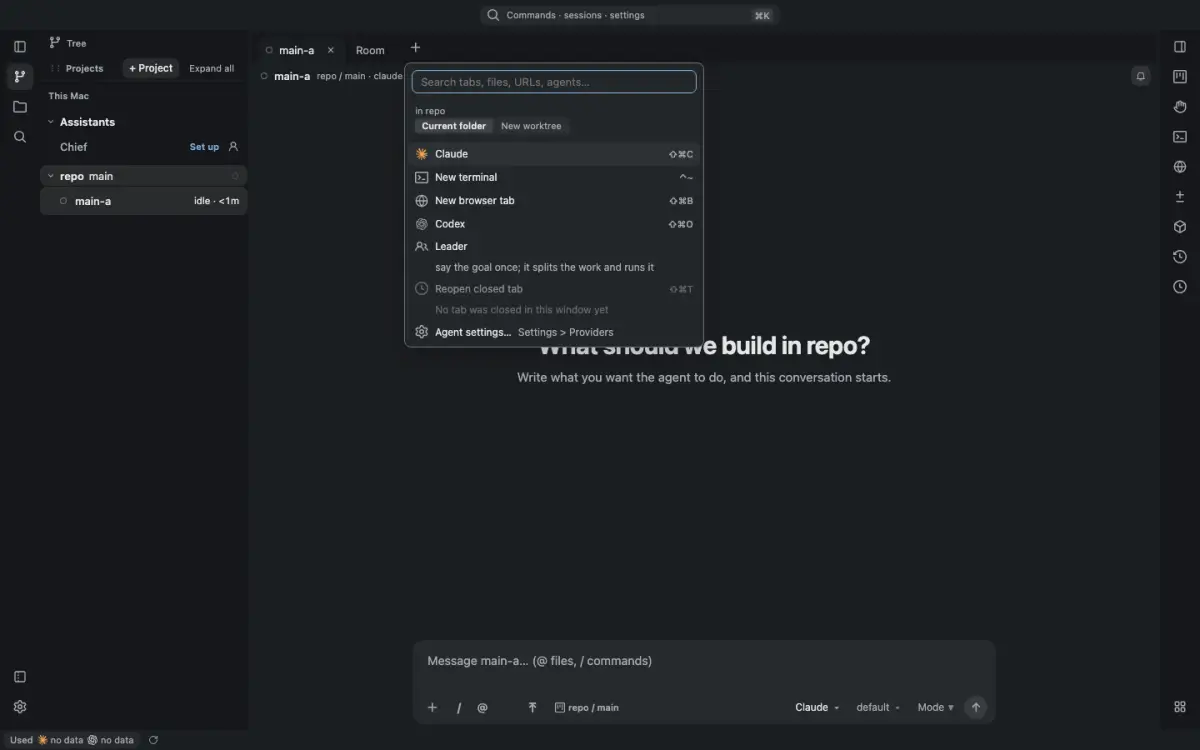 Commands · sessions · settings ⌘K
Tree
Projects + Project Expand all
This Mac
Assistants
Chief Set up
repo main
main-a idle · <1m
main-a × Room +
main-a repo / main · claude
Search tabs, files, URLs, agents...
in repo
Current folder New worktree
Claude ⇧⌘C
New terminal ^~
New browser tab ⇧⌘B
Codex ⇧⌘O
Leader
say the goal once; it splits the work and runs it
Reopen closed tab ⇧⌘T
No tab was closed in this window yet
Agent settings... Settings > Providers
What should we build in repo?
Write what you want the agent to do, and this conversation starts.
Message main-a... (@ files, / commands)
+ / @ repo / main Claude default Mode
Used no data no data